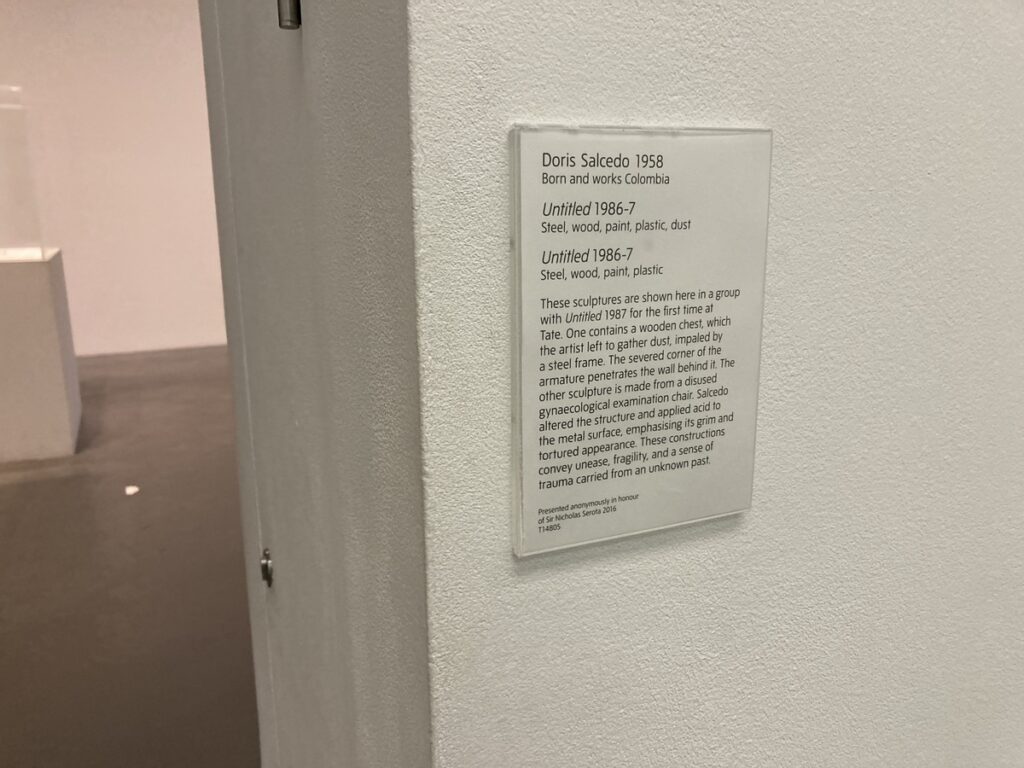 Doris Salcedo 1958
Born and works Colombia
Untitled 1986-7
Steel, wood, paint, plastic, dust
Untitled 1986-7
Steel, wood, paint, plastic
These sculptures are shown here in a group
with Untitled 1987 for the first time at
Tate. One contains a wooden chest, which
the artist left to gather dust, impaled by
a steel frame. The severed corner of the
armature penetrates the wall behind it. The
other sculpture is made from a disused
gynaecological examination chair. Salcedo
altered the structure and applied acid to
the metal surface, emphasising its grim and
tortured appearance. These constructions
convey unease, fragility, and a sense of
trauma carried from an unknown past.
Presented anonymously in honour
of Sir Nicholas Serota 2016
T14805